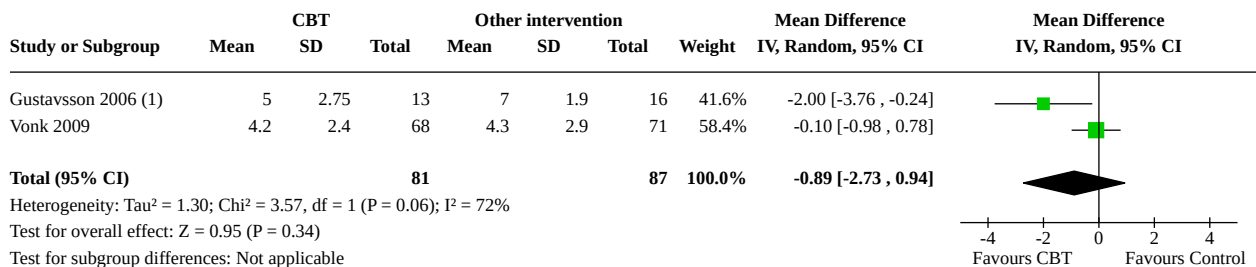 CBT Other intervention Mean Difference Mean Difference
Study or Subgroup Mean SD Total Mean SD Total Weight IV, Random, 95% CI IV, Random, 95% CI
Gustavsson 2006 (1) 5 2.75 13 7 1.9 16 41.6% -2.00 [-3.76 , -0.24]
Vonk 2009 4.2 2.4 68 4.3 2.9 71 58.4% -0.10 [-0.98 , 0.78]
Total (95% CI) 81 87 100.0% -0.89 [-2.73 , 0.94]
Heterogeneity: Tau² = 1.30; Chi² = 3.57, df = 1 (P = 0.06); I² = 72%
Test for overall effect: Z = 0.95 (P = 0.34)
-4 -2 0 2 4
Test for subgroup differences: Not applicable
Favours CBT Favours Control